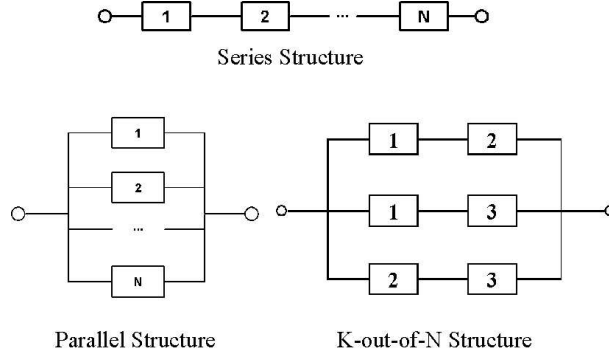 1 2 ... N
Series Structure
1
2
...
N
Parallel Structure
1 2
1 3
2 3
K-out-of-N Structure